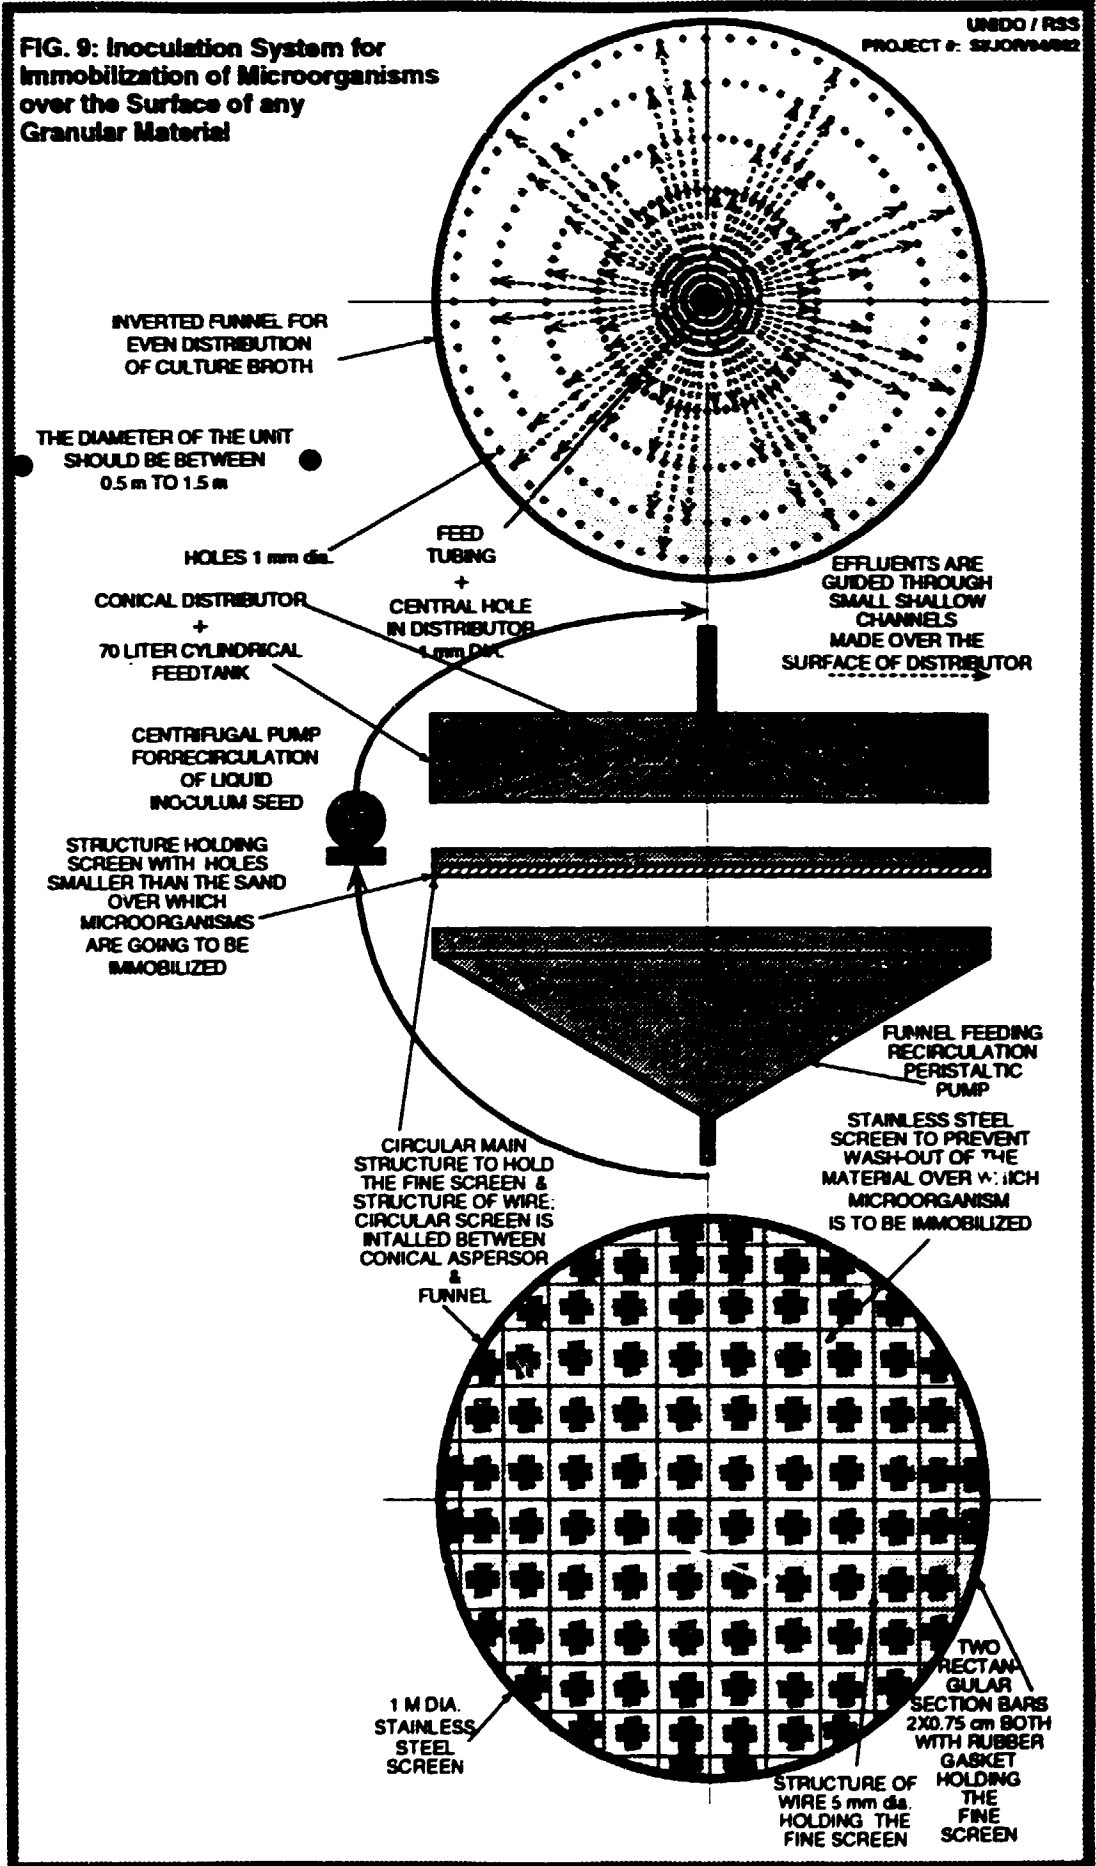 FIG. 9: Inoculation System for
Immobilization of Microorganisms
over the Surface of any
Granular Material
UNIDO / RSS
PROJECT #:
INVERTED FUNNEL FOR
EVEN DISTRIBUTION
OF CULTURE BROTH
THE DIAMETER OF THE UNIT
SHOULD BE BETWEEN
0.5 m TO 1.5 m
HOLES 1 mm dia.
FEED
TUBING
+
CENTRAL HOLE
IN DISTRIBUTOR
1 mm DIA.
CONICAL DISTRIBUTOR
+
70 LITER CYLINDRICAL
FEEDTANK
EFFLUENTS ARE
GUIDED THROUGH
SMALL SHALLOW
CHANNELS
MADE OVER THE
SURFACE OF DISTRIBUTOR
CENTRIFUGAL PUMP
FORRECIRCULATION
OF LIQUID
INOCULUM SEED
STRUCTURE HOLDING
SCREEN WITH HOLES
SMALLER THAN THE SAND
OVER WHICH
MICROORGANISMS
ARE GOING TO BE
IMMOBILIZED
FUNNEL FEEDING
RECIRCULATION
PERISTALTIC
PUMP
CIRCULAR MAIN
STRUCTURE TO HOLD
THE FINE SCREEN &
STRUCTURE OF WIRE:
CIRCULAR SCREEN IS
INTALLED BETWEEN
CONICAL ASPERSOR
&
FUNNEL
STAINLESS STEEL
SCREEN TO PREVENT
WASH-OUT OF THE
MATERIAL OVER WHICH
MICROORGANISM
IS TO BE IMMOBILIZED
1 M DIA.
STAINLESS
STEEL
SCREEN
STRUCTURE OF
WIRE 5 mm dia.
HOLDING THE
FINE SCREEN
TWO
RECTAN-
GULAR
SECTION BARS
2X0.75 cm BOTH
WITH RUBBER
GASKET
HOLDING
THE
FINE
SCREEN